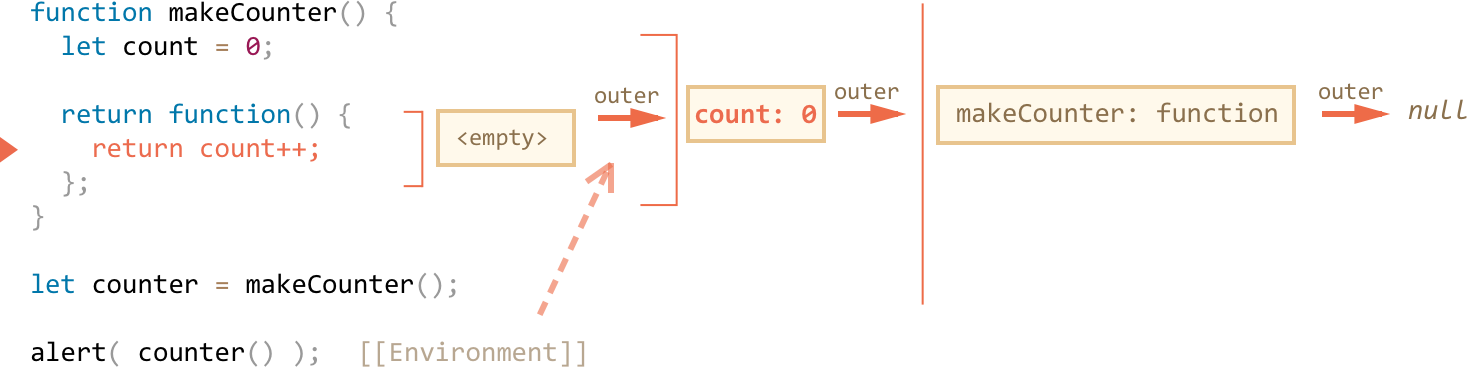 function makeCounter() {
let count = 0;
return function() {
return count++;
};
}
let counter = makeCounter();
alert( counter() );
[[Environment]]
<empty>
outer
count: 0
outer
makeCounter: function
outer
null